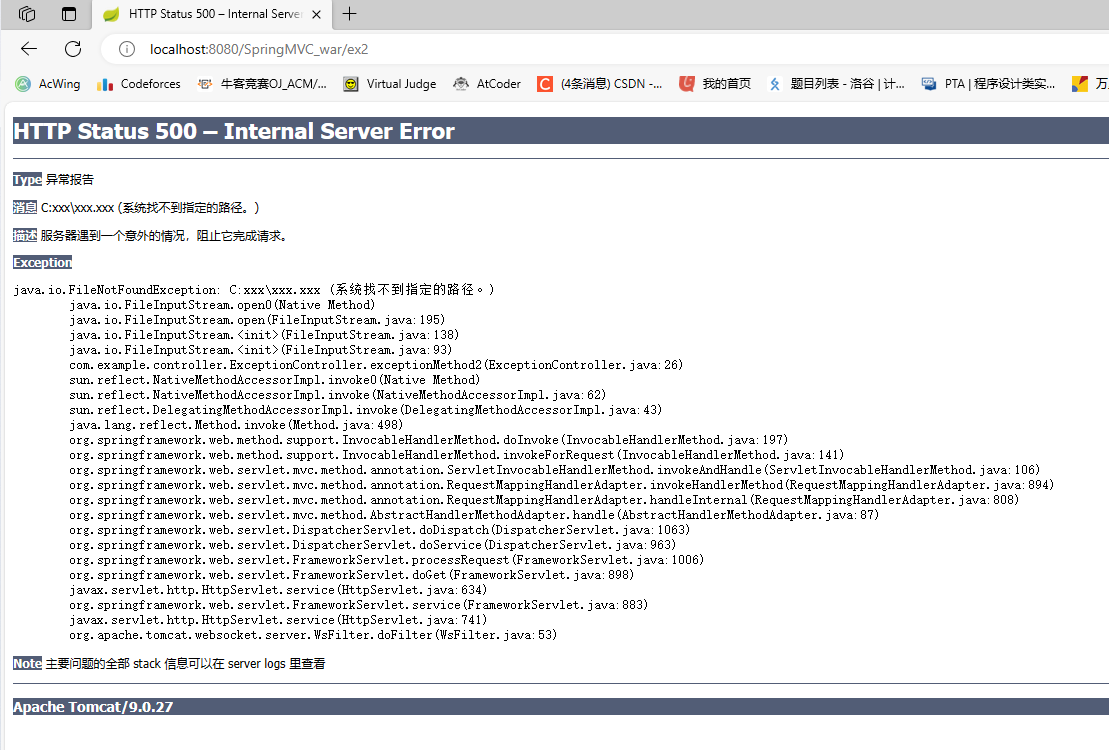 HTTP Status 500 – Internal Server
localhost:8080/SpringMVC_war/ex2
AcWing Codeforces 牛客竞赛OJ_ACM/... Virtual Judge AtCoder (4条消息) CSDN -... 我的首页 题目列表 - 洛谷 | 计... PTA | 程序设计类实... 万
HTTP Status 500 – Internal Server Error
Type 异常报告
消息 C:xxx\xxx.xxx (系统找不到指定的路径。)
描述 服务器遇到一个意外的情况，阻止它完成请求。
Exception
java.io.FileNotFoundException: C:xxx\xxx.xxx (系统找不到指定的路径。)
java.io.FileInputStream.open0(Native Method)
java.io.FileInputStream.open(FileInputStream.java:195)
java.io.FileInputStream.<init>(FileInputStream.java:138)
java.io.FileInputStream.<init>(FileInputStream.java:93)
com.example.controller.ExceptionController.exceptionMethod2(ExceptionController.java:26)
sun.reflect.NativeMethodAccessorImpl.invoke0(Native Method)
sun.reflect.NativeMethodAccessorImpl.invoke(NativeMethodAccessorImpl.java:62)
sun.reflect.DelegatingMethodAccessorImpl.invoke(DelegatingMethodAccessorImpl.java:43)
java.lang.reflect.Method.invoke(Method.java:498)
org.springframework.web.method.support.InvocableHandlerMethod.doInvoke(InvocableHandlerMethod.java:197)
org.springframework.web.method.support.InvocableHandlerMethod.invokeForRequest(InvocableHandlerMethod.java:141)
org.springframework.web.servlet.mvc.method.annotation.ServletInvocableHandlerMethod.invokeAndHandle(ServletInvocableHandlerMethod.java:106)
org.springframework.web.servlet.mvc.method.annotation.RequestMappingHandlerAdapter.invokeHandlerMethod(RequestMappingHandlerAdapter.java:894)
org.springframework.web.servlet.mvc.method.annotation.RequestMappingHandlerAdapter.handleInternal(RequestMappingHandlerAdapter.java:808)
org.springframework.web.servlet.mvc.method.AbstractHandlerMethodAdapter.handle(AbstractHandlerMethodAdapter.java:87)
org.springframework.web.servlet.DispatcherServlet.doDispatch(DispatcherServlet.java:1063)
org.springframework.web.servlet.DispatcherServlet.doService(DispatcherServlet.java:963)
org.springframework.web.servlet.FrameworkServlet.processRequest(FrameworkServlet.java:1006)
org.springframework.web.servlet.FrameworkServlet.doGet(FrameworkServlet.java:898)
javax.servlet.http.HttpServlet.service(HttpServlet.java:634)
org.springframework.web.servlet.FrameworkServlet.service(FrameworkServlet.java:883)
javax.servlet.http.HttpServlet.service(HttpServlet.java:741)
org.apache.tomcat.websocket.server.WsFilter.doFilter(WsFilter.java:53)
Note 主要问题的全部 stack 信息可以在 server logs 里查看
Apache Tomcat/9.0.27